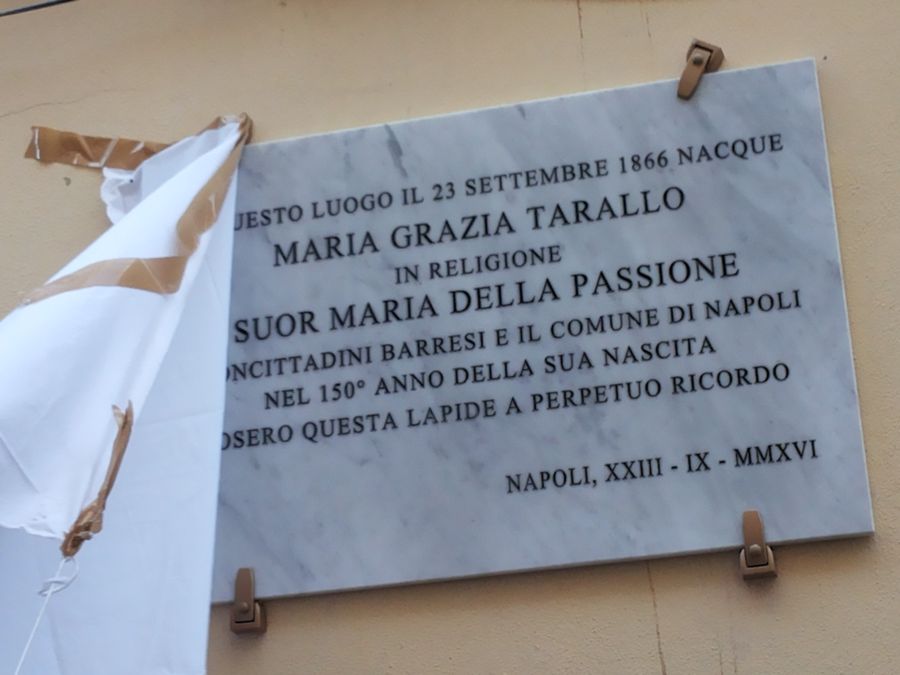 UESTO LUOGO IL 23 SETTEMBRE 1866 NACQUE
MARIA GRAZIA TARALLO
IN RELIGIONE
SUOR MARIA DELLA PASSIONE
ONCITTADINI BARRESI E IL COMUNE DI NAPOLI
NEL 150° ANNO DELLA SUA NASCITA
OSERO QUESTA LAPIDE A PERPETUO RICORDO
NAPOLI, XXIII - IX - MMXVI